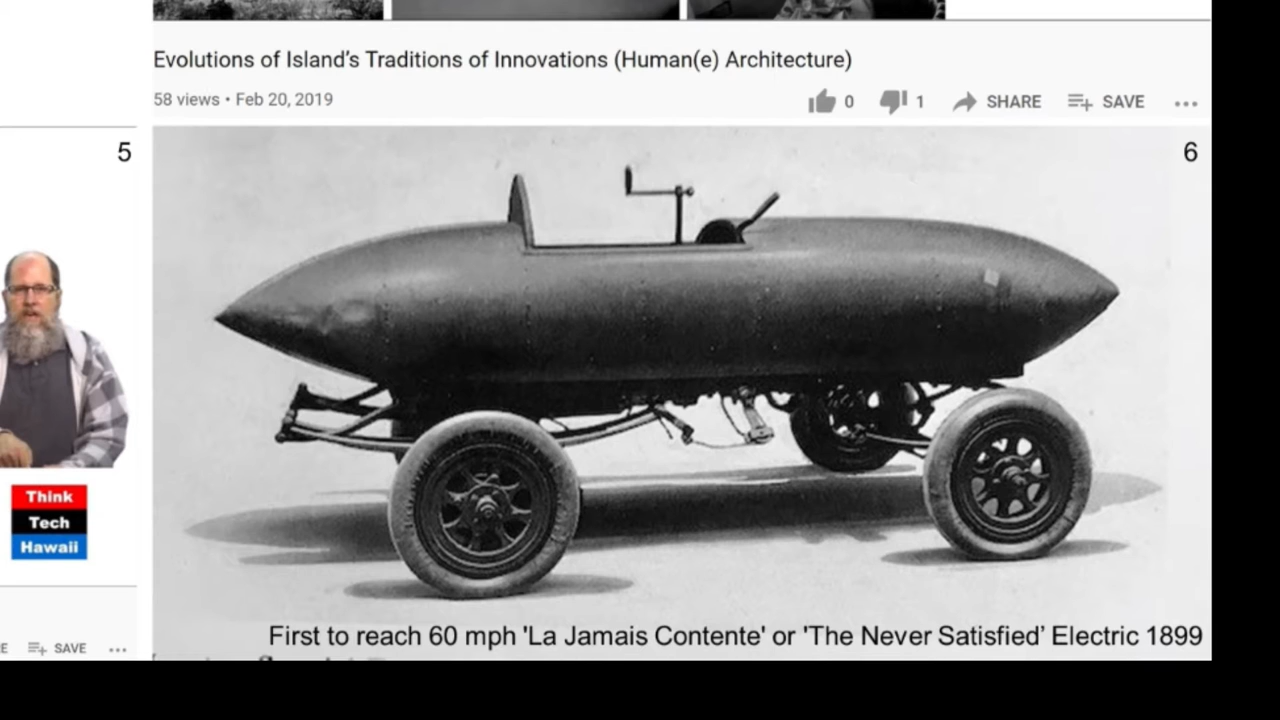 Evolutions of Island's Traditions of Innovations (Human(e) Architecture)
58 views • Feb 20, 2019
0
1
SHARE
SAVE
5
6
Think
Tech
Hawaii
First to reach 60 mph 'La Jamais Contente' or 'The Never Satisfied' Electric 1899
SAVE